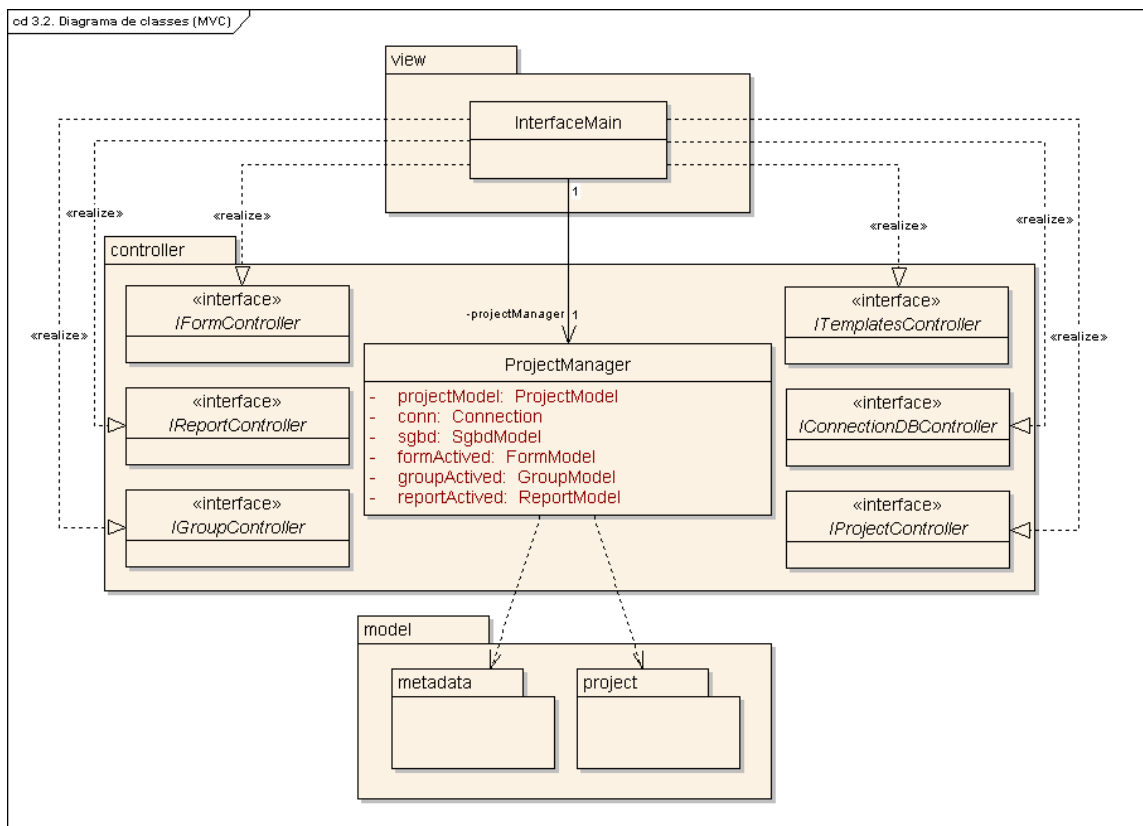 cd 3.2. Diagrama de classes (MVC)
view
InterfaceMain
1
«realize»
«realize»
«realize»
«realize»
«realize»
«realize»
controller
«interface»
IFormController
«interface»
ITemplatesController
-projectManager 1
ProjectManager
- projectModel: ProjectModel
- conn: Connection
- sgbd: SgbdModel
- formActived: FormModel
- groupActived: GroupModel
- reportActived: ReportModel
«interface»
IReportController
«interface»
IConnectionDBController
«interface»
IGroupController
«interface»
IProjectController
model
metadata
project